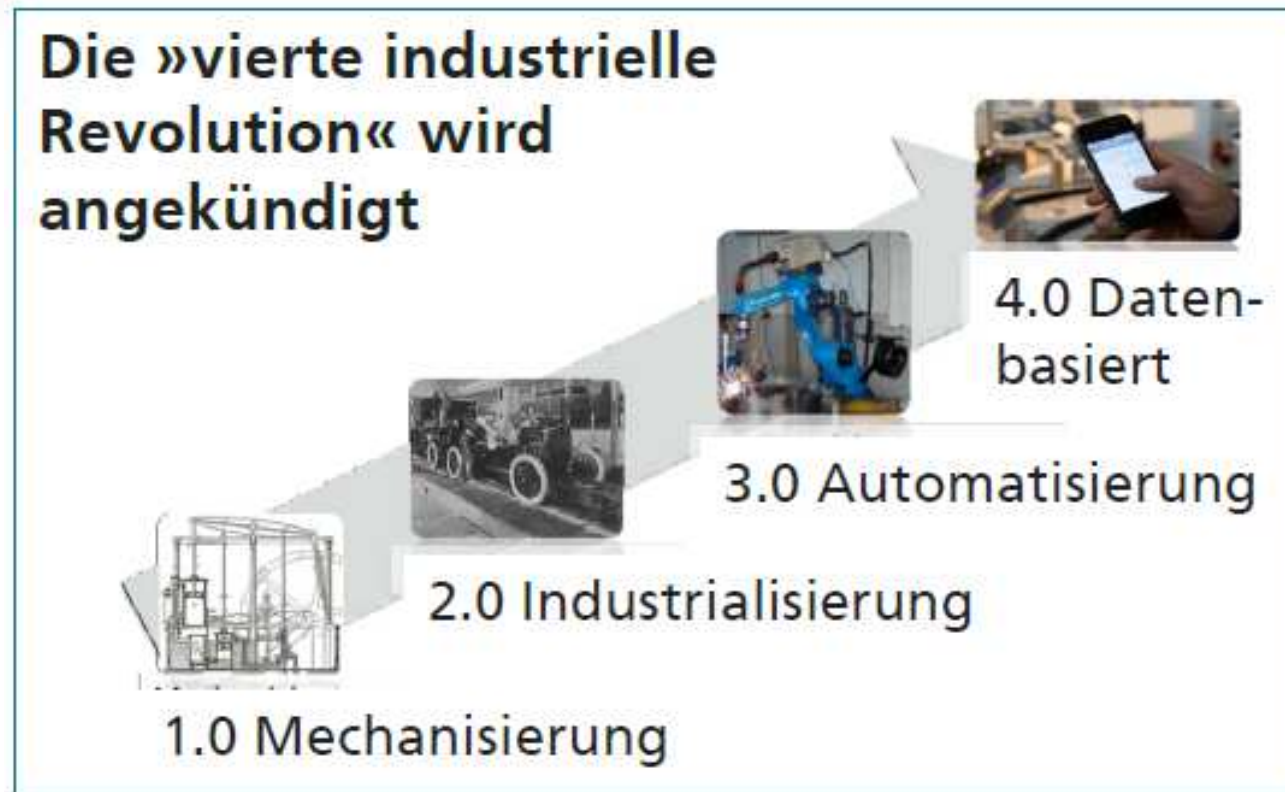 Die »vierte industrielle
Revolution« wird
angekündigt
4.0 Daten-
basiert
3.0 Automatisierung
2.0 Industrialisierung
1.0 Mechanisierung